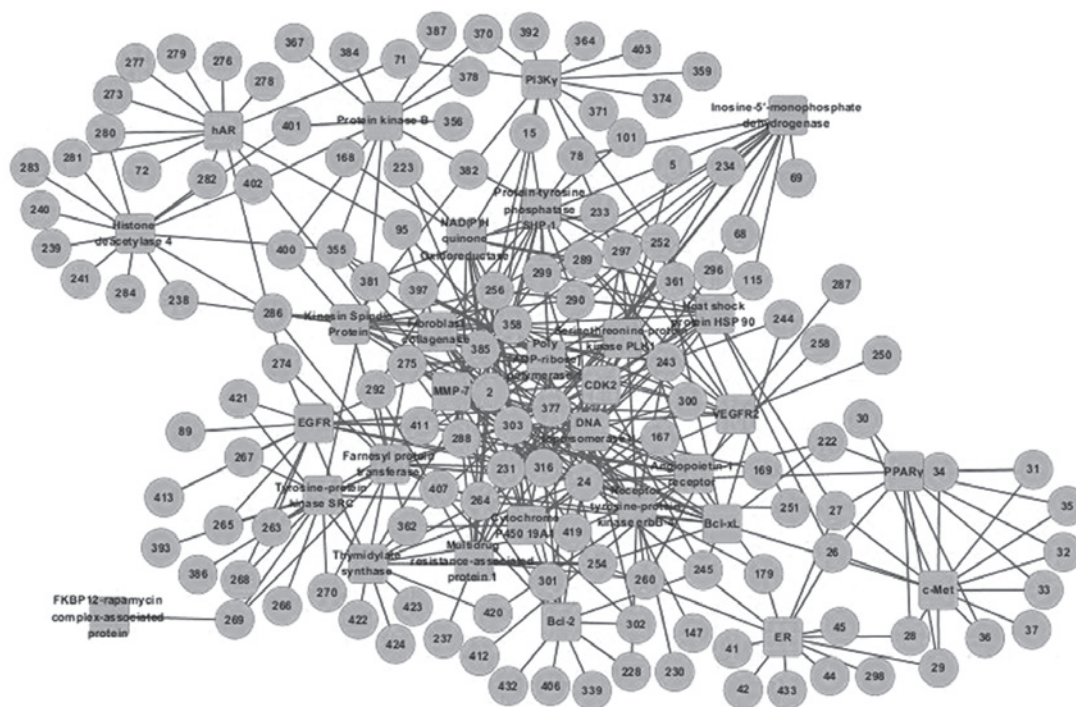 387
370
392
364
279
276
367
384
71
403
277
278
378
PI3Kγ
359
273
374
Inosine-5'-monophosphate
dehydrogenase
280
hAR
401
Protein kinase B
356
15
371
101
283
281
72
282
402
168
223
382
78
5
234
69
240
Histone
deacetylase 4
Protein-tyrosine
phosphatase
SHP-1
233
239
95
NAD(P)H
quinone
Oxidoreductase
68
241
284
400
355
297
252
238
381
397
256
299
289
361
296
115
287
290
286
Kinesin Spindle
Protein
Fibroblast
collagenase
358
kinase PLK1
Heat shock
protein HSP 90
244
258
274
275
385
Poly
243
250
292
MMP-7
2
CDK2
300
421
411
303
377
DNA
VEGFR2
30
89
EGFR
288
167
222
267
Farnesyl protein
transferase
231
316
Angiopoietin-1
receptor
169
PPARγ
34
31
413
Tyrosine-protein
kinase SRC
407
264
24
Receptor
tyrosine-protein
251
27
35
265
263
362
Cytochrome
P450 19A1
419
Bcl-xL
393
Thymidylate
synthase
Multidrug
resistance-associated
protein 1
254
26
32
386
268
270
301
260
245
179
c-Met
33
FKBP12-rapamycin
complex-associated
protein
269
266
422
423
420
Bcl-2
302
147
ER
45
28
36
37
424
237
412
41
29
432
406
339
228
230
42
433
44
298